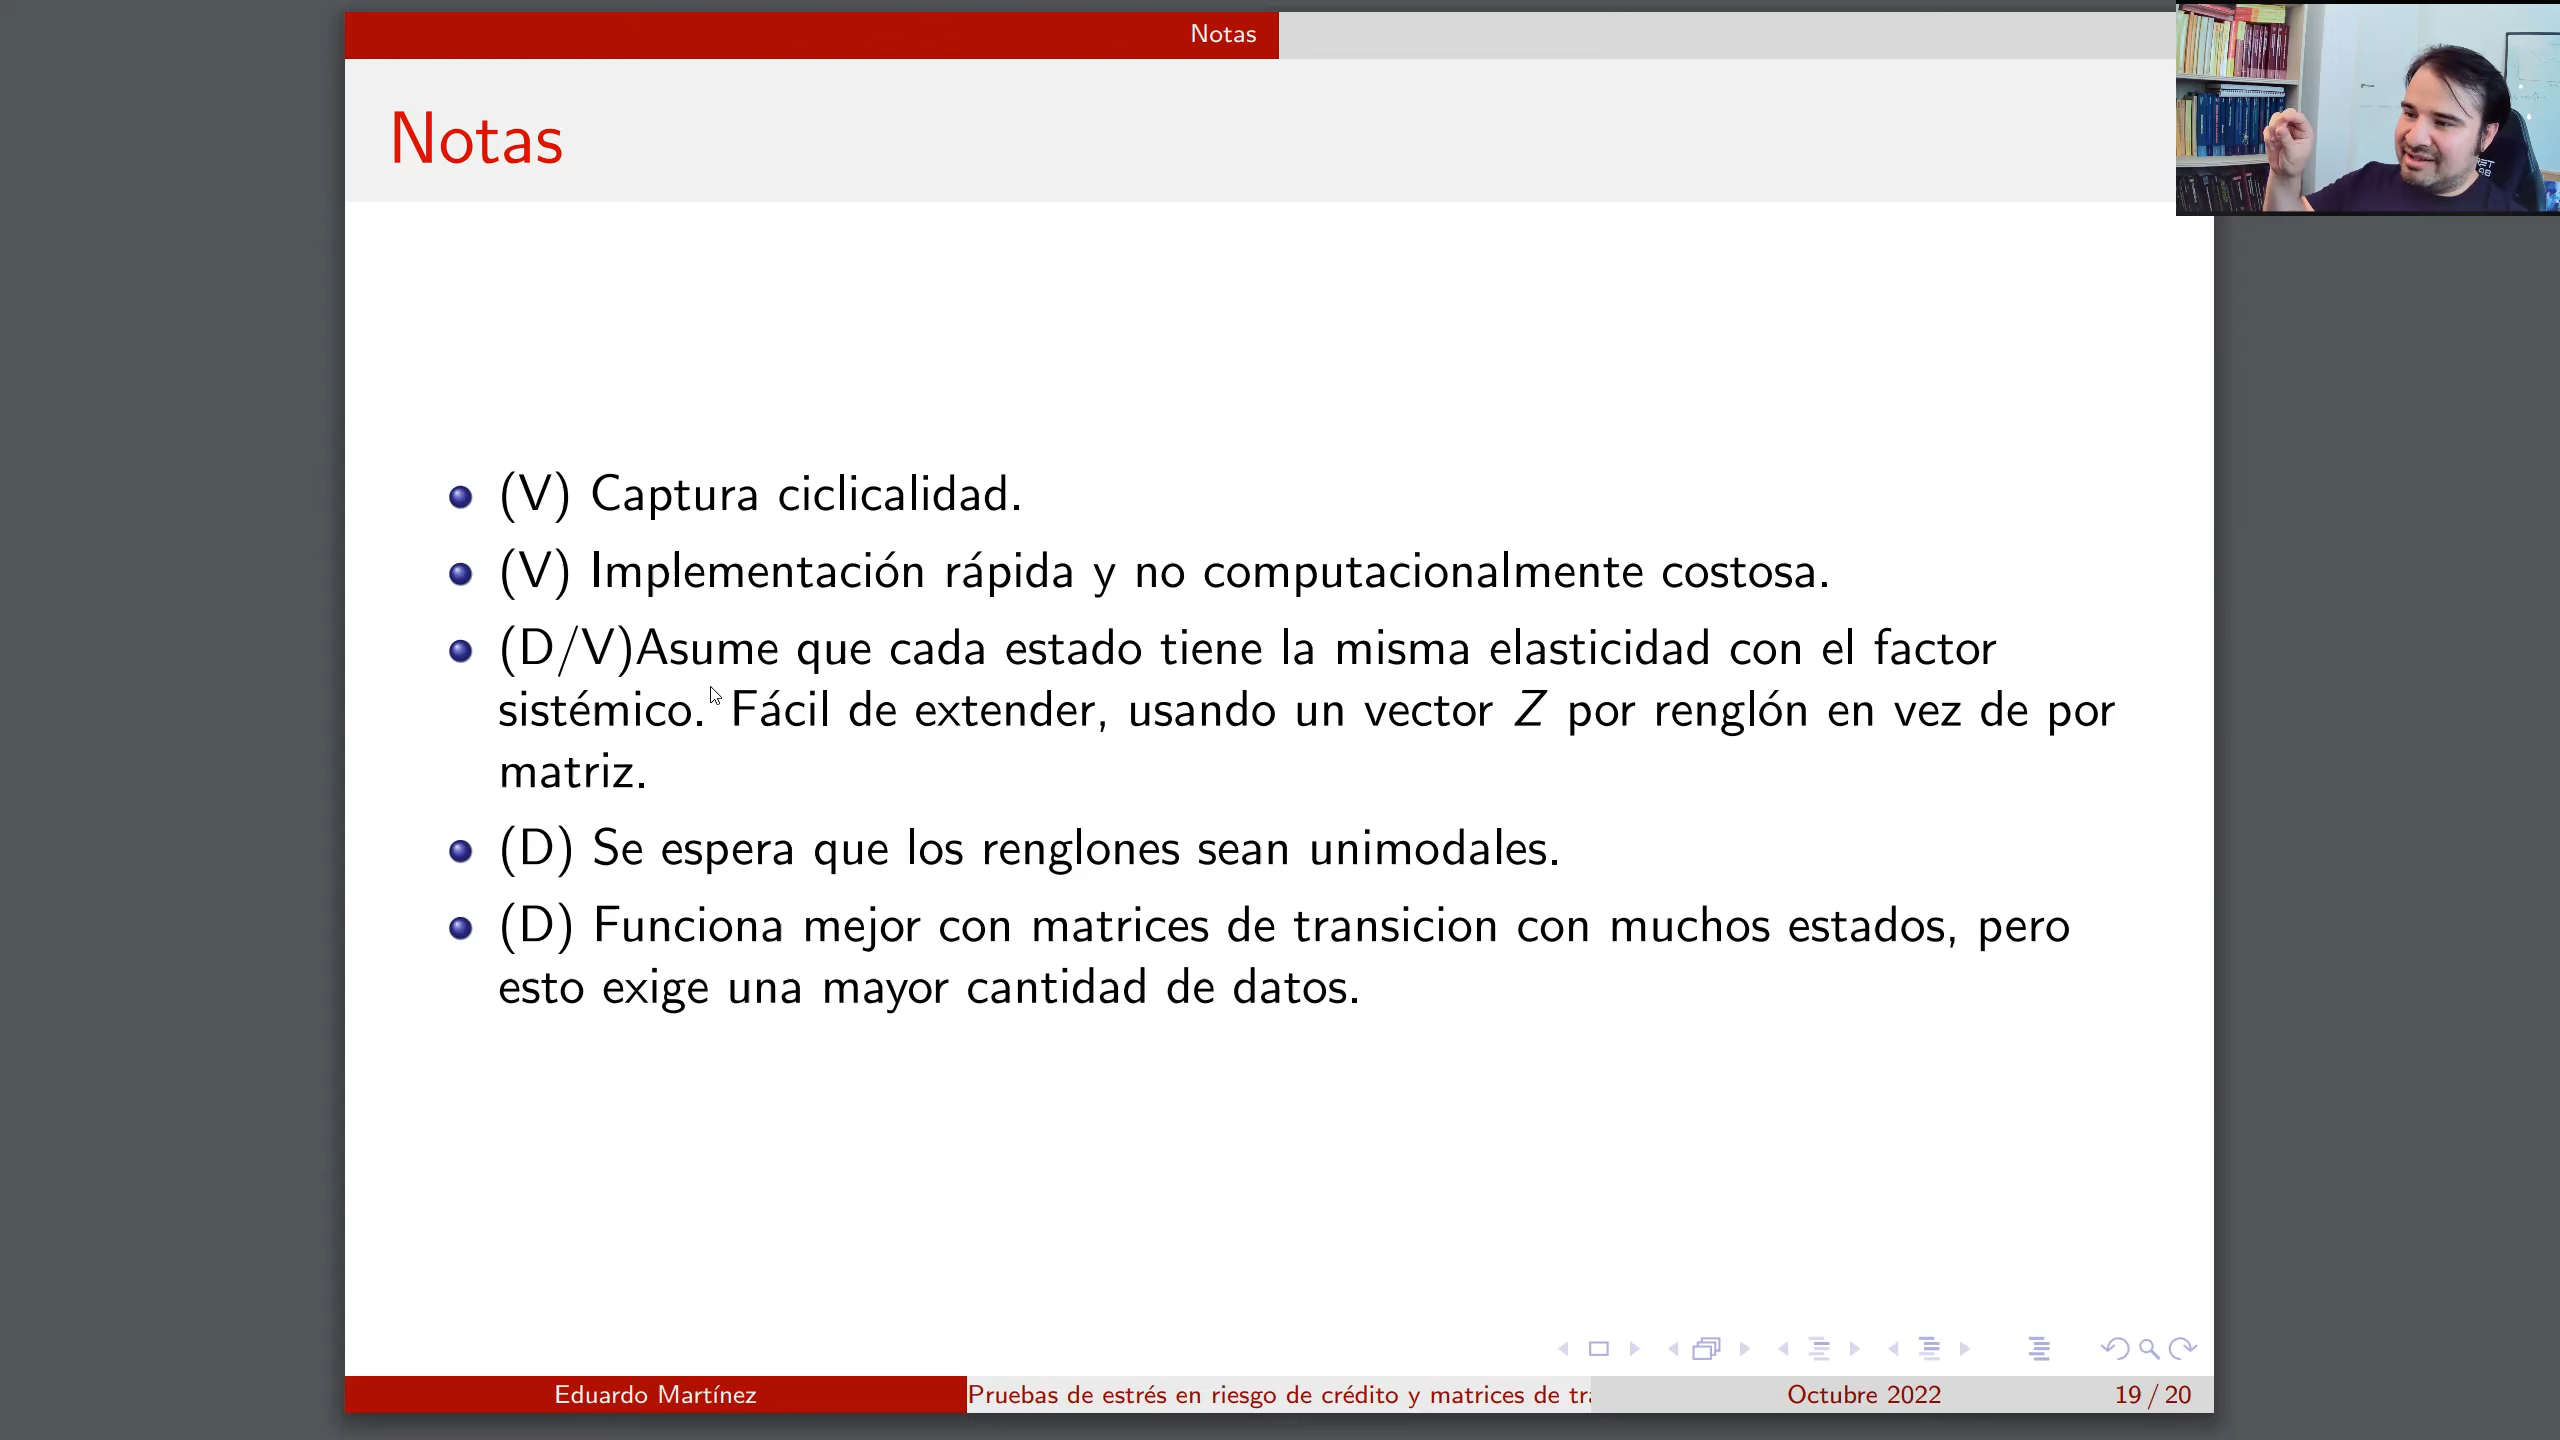 Notas
Notas
(V) Captura ciclicalidad.
(V) Implementación rápida y no computacionalmente costosa.
(D/V)Asume que cada estado tiene la misma elasticidad con el factor
sistémico. Fácil de extender, usando un vector Z por renglón en vez de por
matriz.
(D) Se espera que los renglones sean unimodales.
(D) Funciona mejor con matrices de transicion con muchos estados, pero
esto exige una mayor cantidad de datos.
Eduardo Martínez
Pruebas de estrés en riesgo de crédito y matrices de tra
Octubre 2022
19 / 20